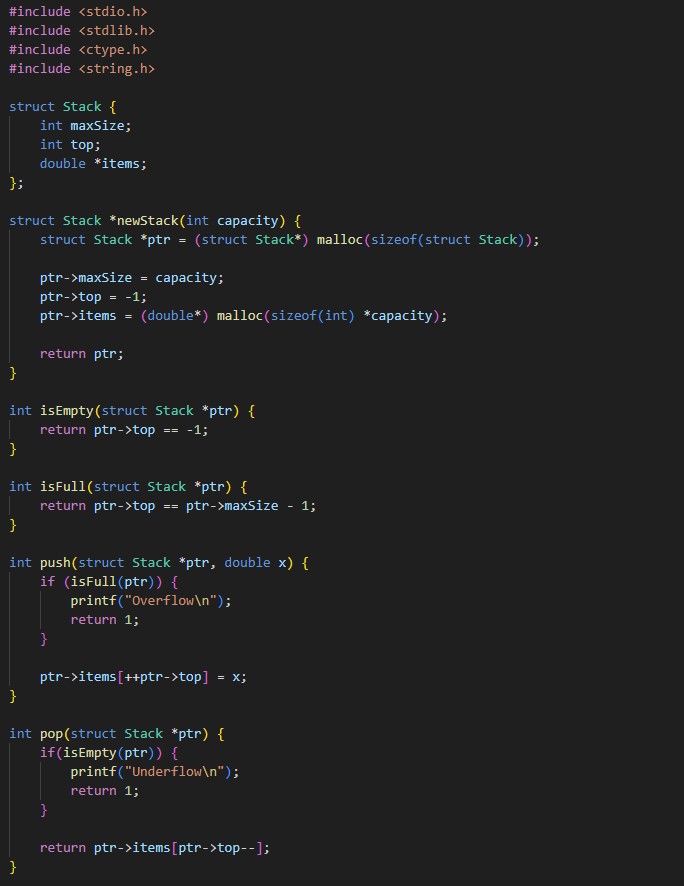 #include <stdio.h>
#include <stdlib.h>
#include <ctype.h>
#include <string.h>

struct Stack {
    int maxSize;
    int top;
    double *items;
};

struct Stack *newStack(int capacity) {
    struct Stack *ptr = (struct Stack*) malloc(sizeof(struct Stack));

    ptr->maxSize = capacity;
    ptr->top = -1;
    ptr->items = (double*) malloc(sizeof(int) *capacity);

    return ptr;
}

int isEmpty(struct Stack *ptr) {
    return ptr->top == -1;
}

int isFull(struct Stack *ptr) {
    return ptr->top == ptr->maxSize - 1;
}

int push(struct Stack *ptr, double x) {
    if (isFull(ptr)) {
        printf("Overflow\n");
        return 1;
    }

    ptr->items[++ptr->top] = x;
}

int pop(struct Stack *ptr) {
    if(isEmpty(ptr)) {
        printf("Underflow\n");
        return 1;
    }

    return ptr->items[ptr->top--];
}